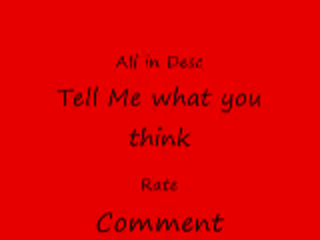 All in Desc
Tell Me what you
think
Rate
Comment